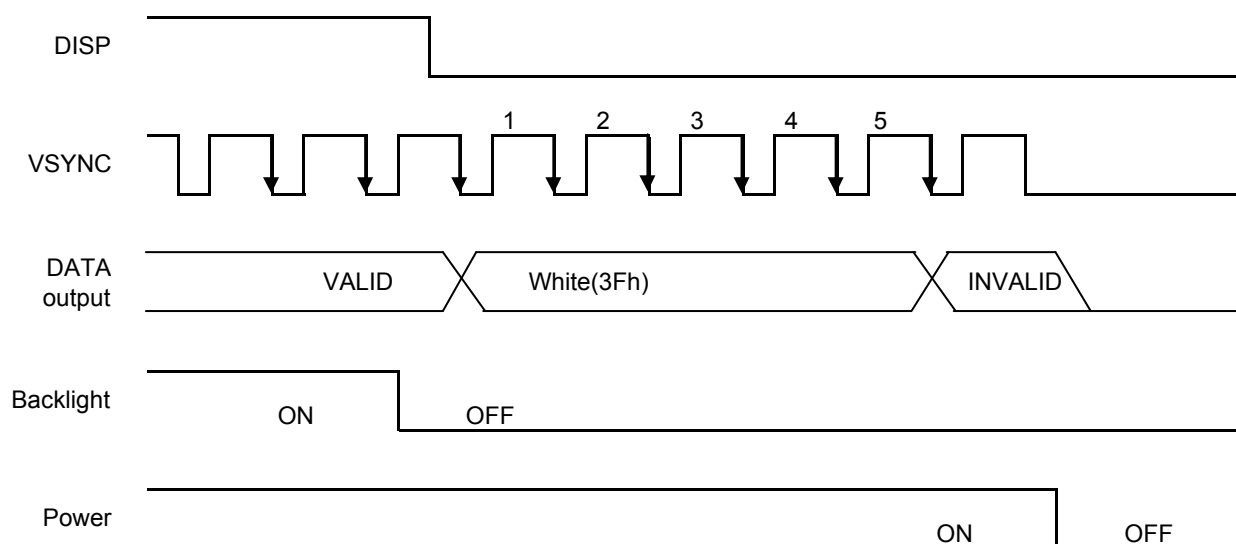 DISP
1 2 3 4 5
VSYNC
DATA
output
VALID White(3Fh) INVALID
Backlight
ON OFF
Power
ON OFF